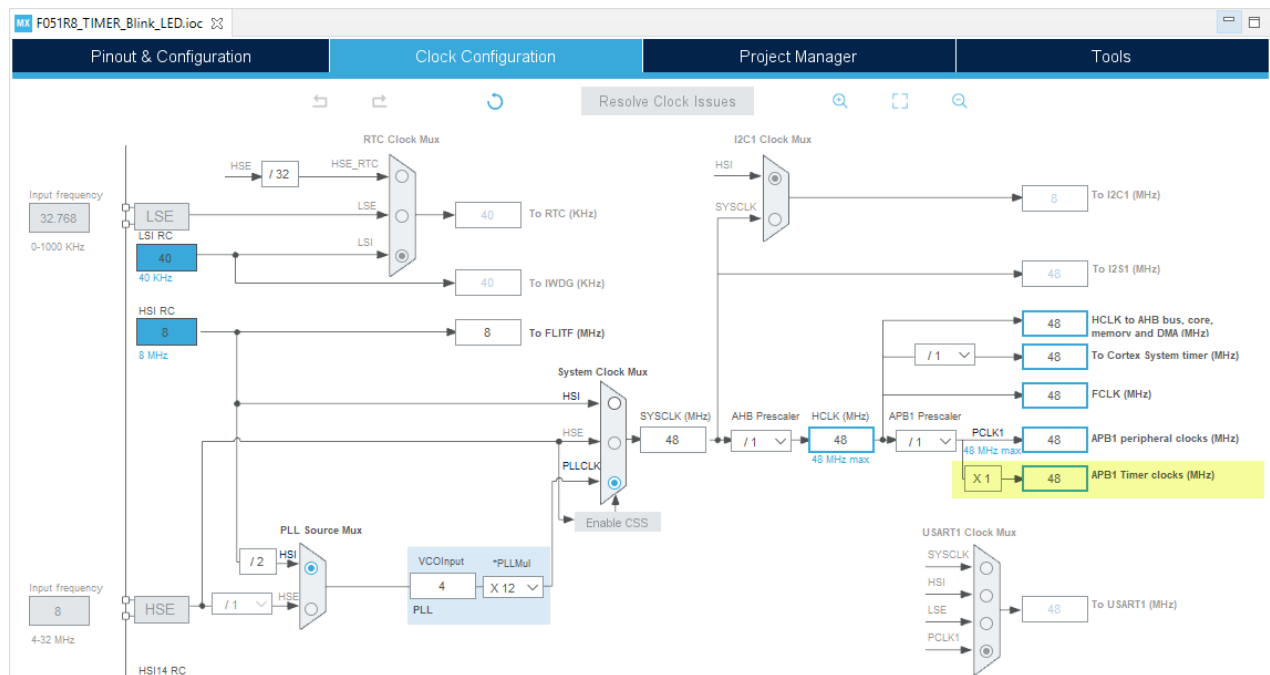 MX F051R8_TIMER_Blink_LED.ioc
Pinout & Configuration
Clock Configuration
Project Manager
Tools
Resolve Clock Issues
RTC Clock Mux
I2C1 Clock Mux
HSE
/ 32
HSE_RTC
HSI
Input frequency
32.768
0-1000 KHz
LSE
LSE
40
To RTC (KHz)
SYSCLK
8
To I2C1 (MHz)
LSI RC
40
40 KHz
LSI
40
To IWDG (KHz)
48
To I2S1 (MHz)
HSI RC
8
8 MHz
8
To FLITF (MHz)
48
HCLK to AHB bus, core,
memory and DMA (MHz)
/ 1
48
To Cortex System timer (MHz)
System Clock Mux
HSI
48
FCLK (MHz)
SYSCLK (MHz)
AHB Prescaler
HCLK (MHz)
APB1 Prescaler
HSE
48
/ 1
48
48 MHz max
/ 1
PCLK1
48 MHz max
48
APB1 peripheral clocks (MHz)
PLLCLK
X 1
48
APB1 Timer clocks (MHz)
Enable CSS
PLL Source Mux
USART1 Clock Mux
/ 2
HSI
VCOInput
*PLLMul
4
X 12
PLL
SYSCLK
HSI
Input frequency
8
4-32 MHz
HSE
/ 1
HSE
LSE
48
To USART1 (MHz)
PCLK1
HSI14 RC